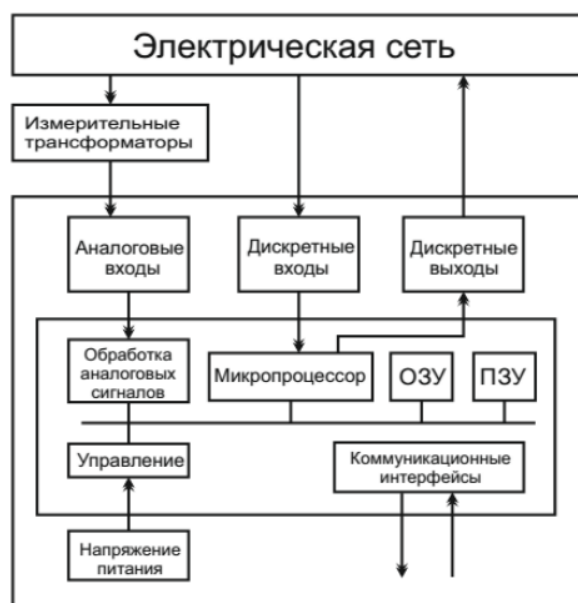 Электрическая сеть
Измерительные
трансформаторы
Аналоговые
входы
Дискретные
входы
Дискретные
выходы
Обработка
аналоговых
сигналов
Микропроцессор
ОЗУ
ПЗУ
Управление
Коммуникационные
интерфейсы
Напряжение
питания